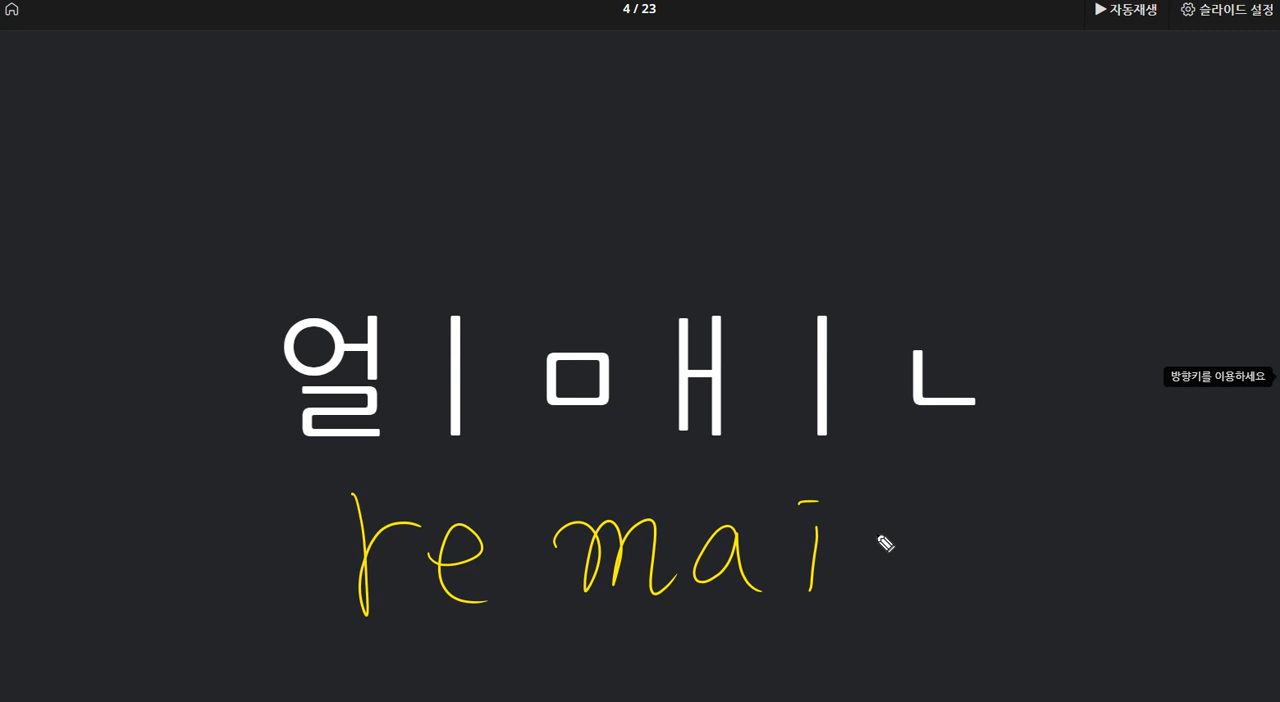 4 / 23
▶ 자동재생
슬라이드 설정
얼ㅣㅁㅐㅣㄴ
방향키를 이용하세요
re mai